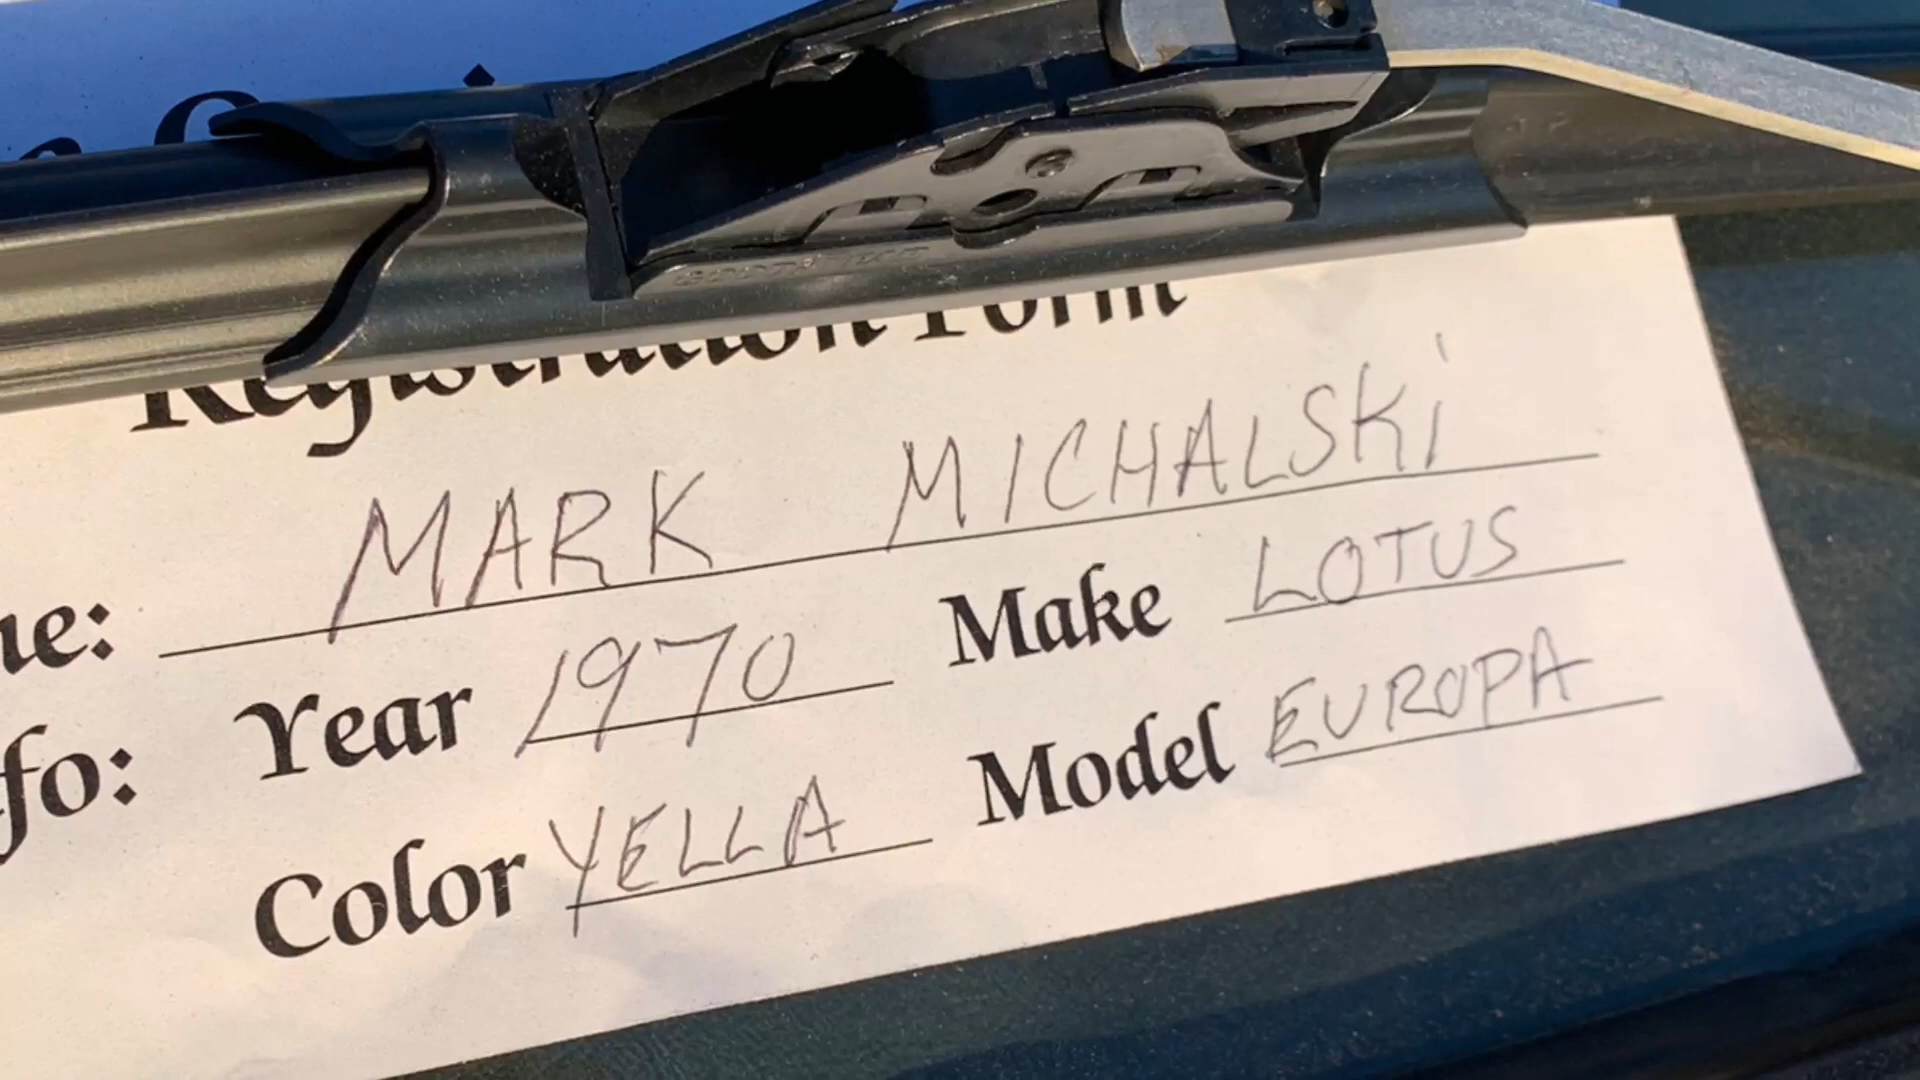 Registration Form
MARK MICHALSKi
Year 1970 Make LOTUS
Color YELLA Model EUROPA